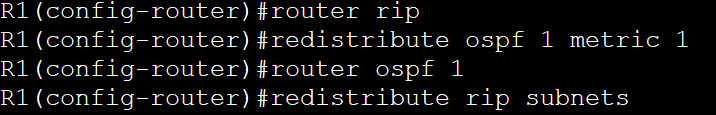 R1(config-router)#router rip
R1(config-router)#redistribute ospf 1 metric 1
R1(config-router)#router ospf 1
R1(config-router)#redistribute rip subnets